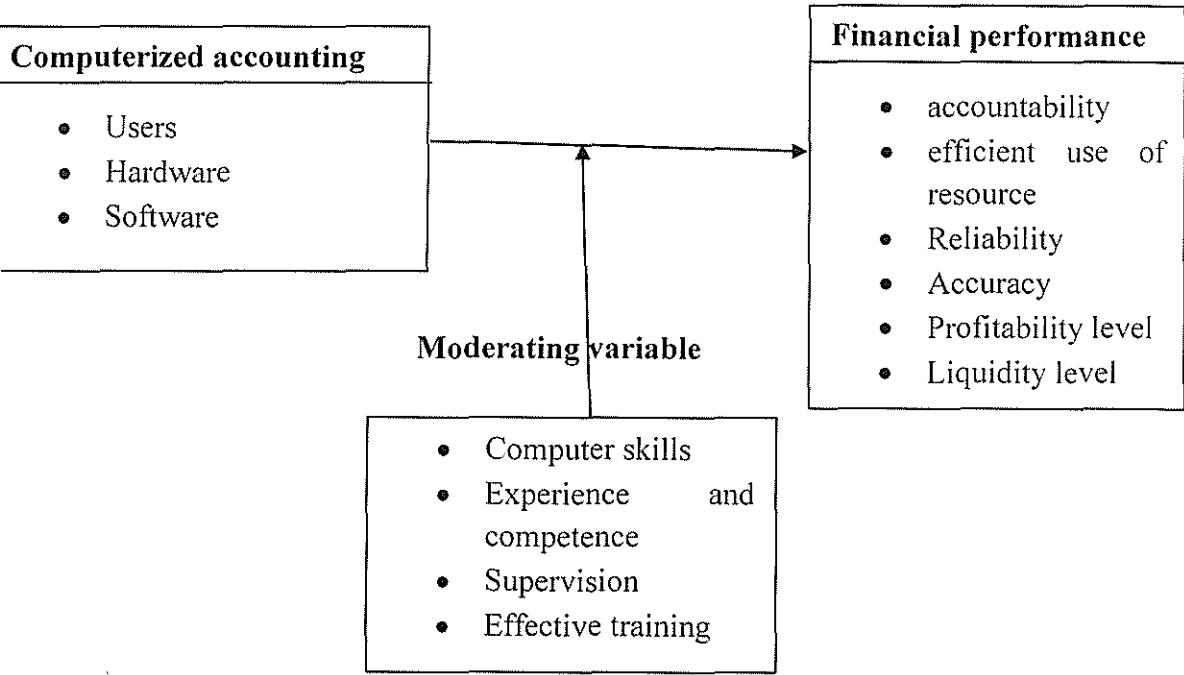 Computerized accounting
• Users
• Hardware
• Software
Financial performance
• accountability
• efficient use of
resource
• Reliability
• Accuracy
• Profitability level
• Liquidity level
Moderating variable
• Computer skills
• Experience and
competence
• Supervision
• Effective training